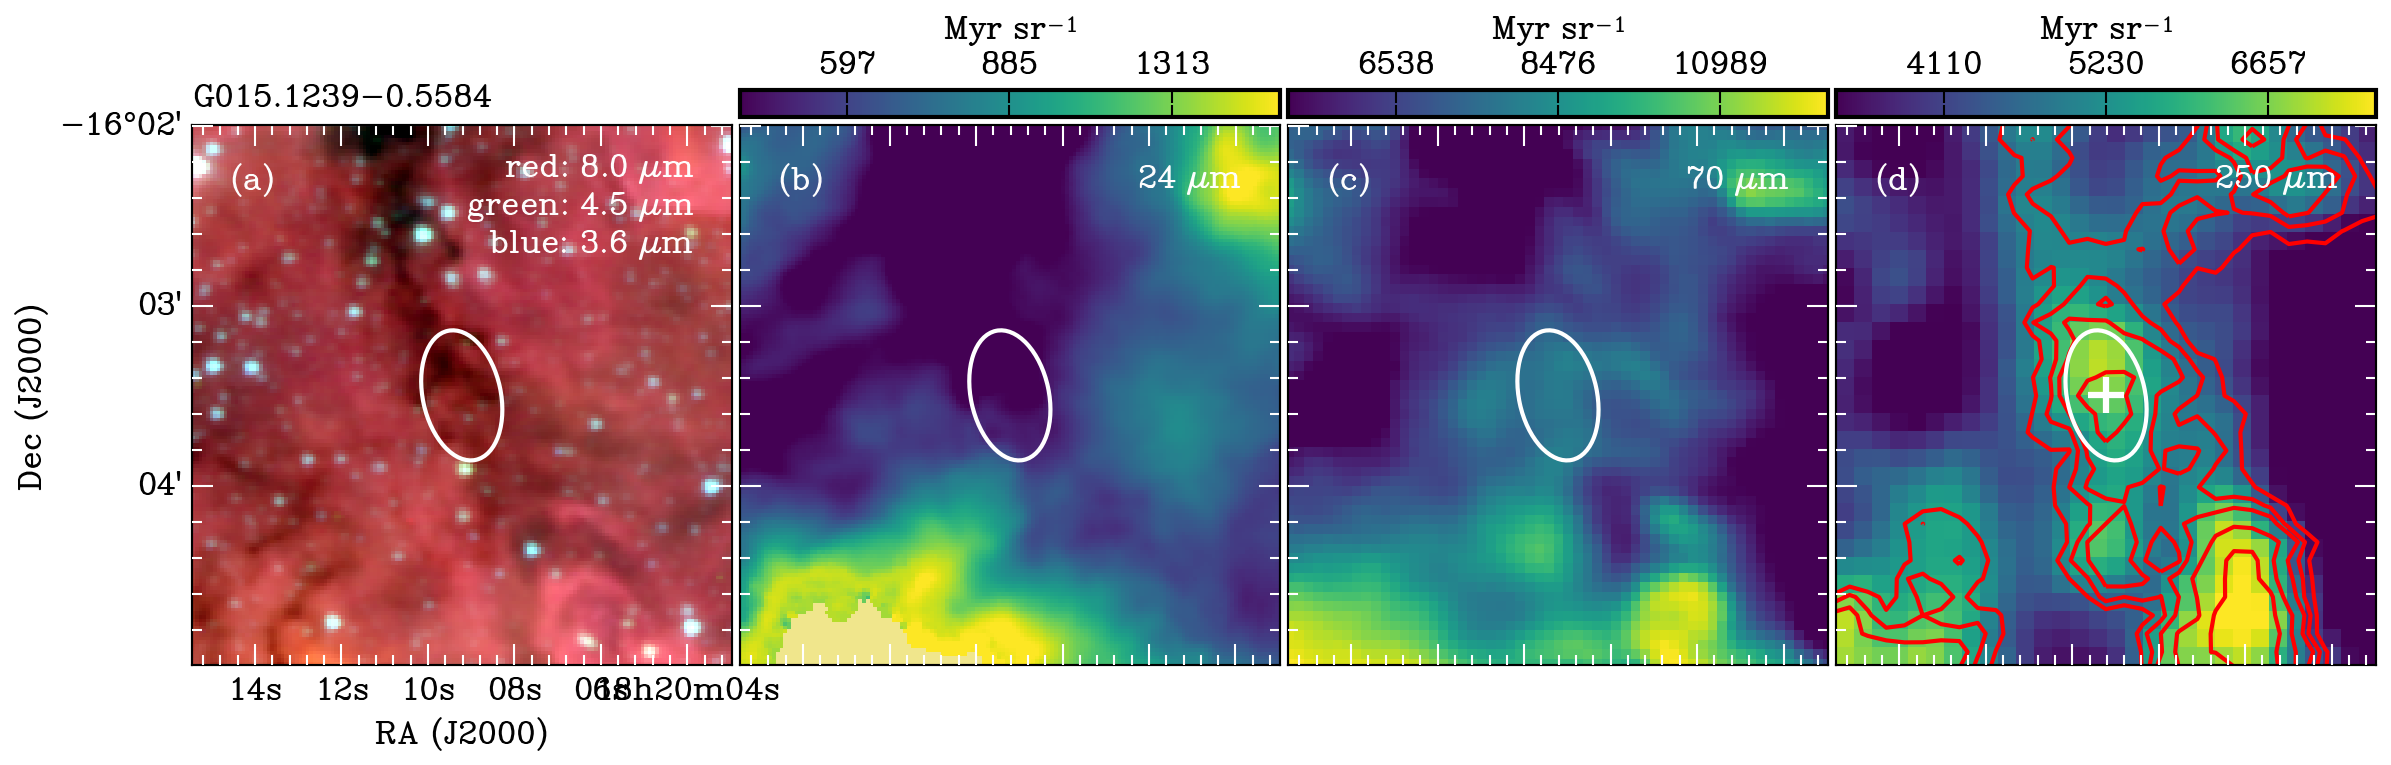 Myr sr⁻¹
597 885 1313
Myr sr⁻¹
6538 8476 10989
Myr sr⁻¹
4110 5230 6657
G015.1239−0.5584
−16°02'
03'
04'
Dec (J2000)
(a)
red: 8.0 μm
green: 4.5 μm
blue: 3.6 μm
(b)
24 μm
(c)
70 μm
(d)
250 μm
14s 12s 10s 08s 06s 18h20m04s
RA (J2000)